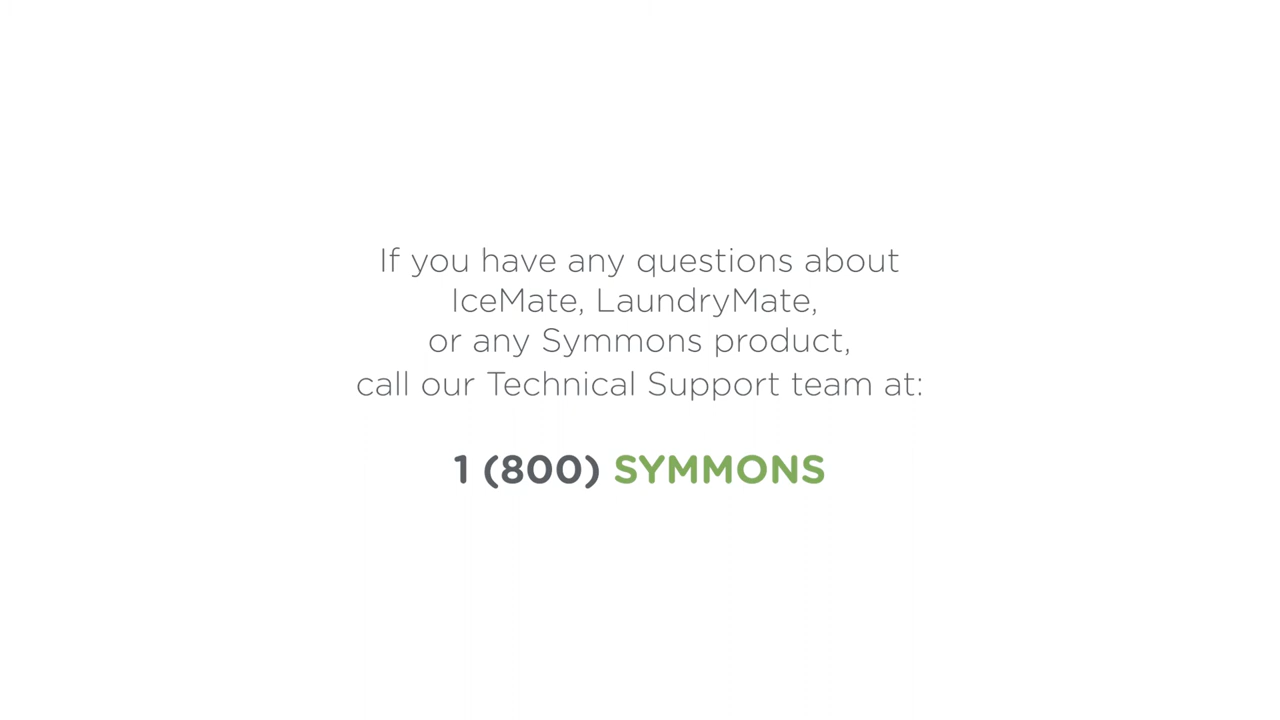 If you have any questions about
IceMate, LaundryMate,
or any Symmons product,
call our Technical Support team at:
1 (800) SYMMONS